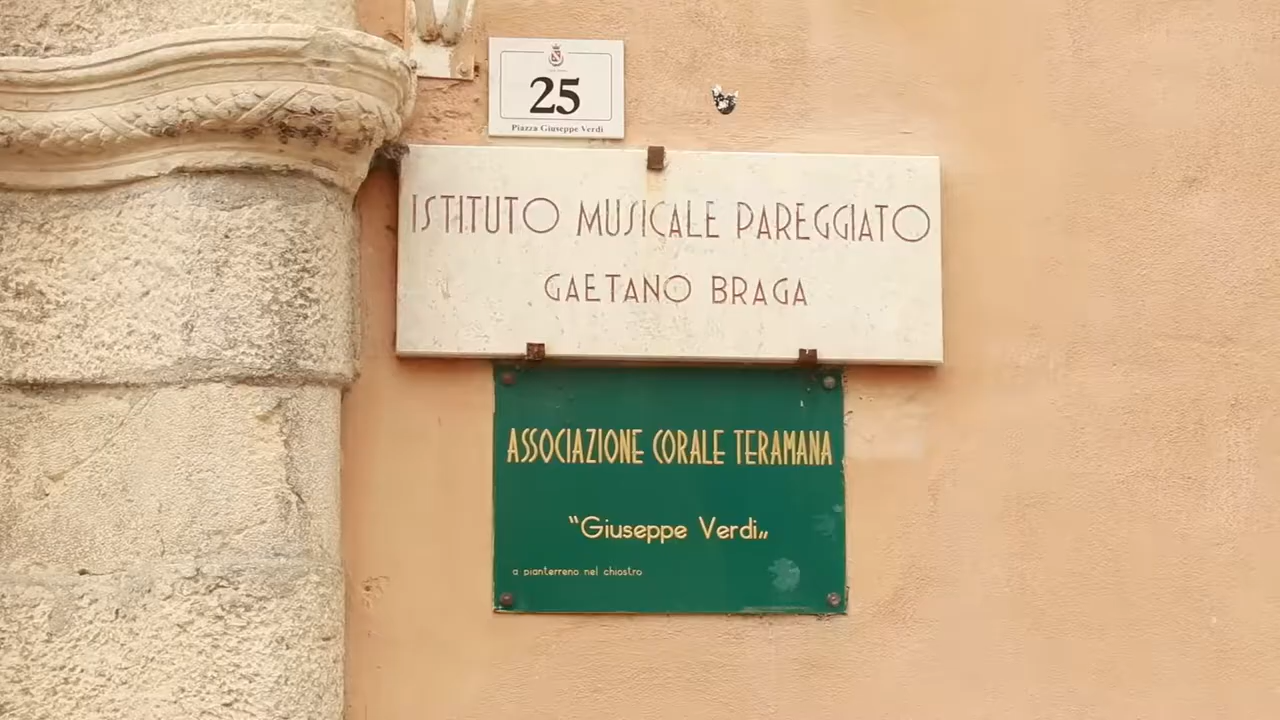 25
Piazza Giuseppe Verdi
ISTITUTO MUSICALE PAREGGIATO
GAETANO BRAGA
ASSOCIAZIONE CORALE TERAMANA
“Giuseppe Verdi„
a pianterreno nel chiostro